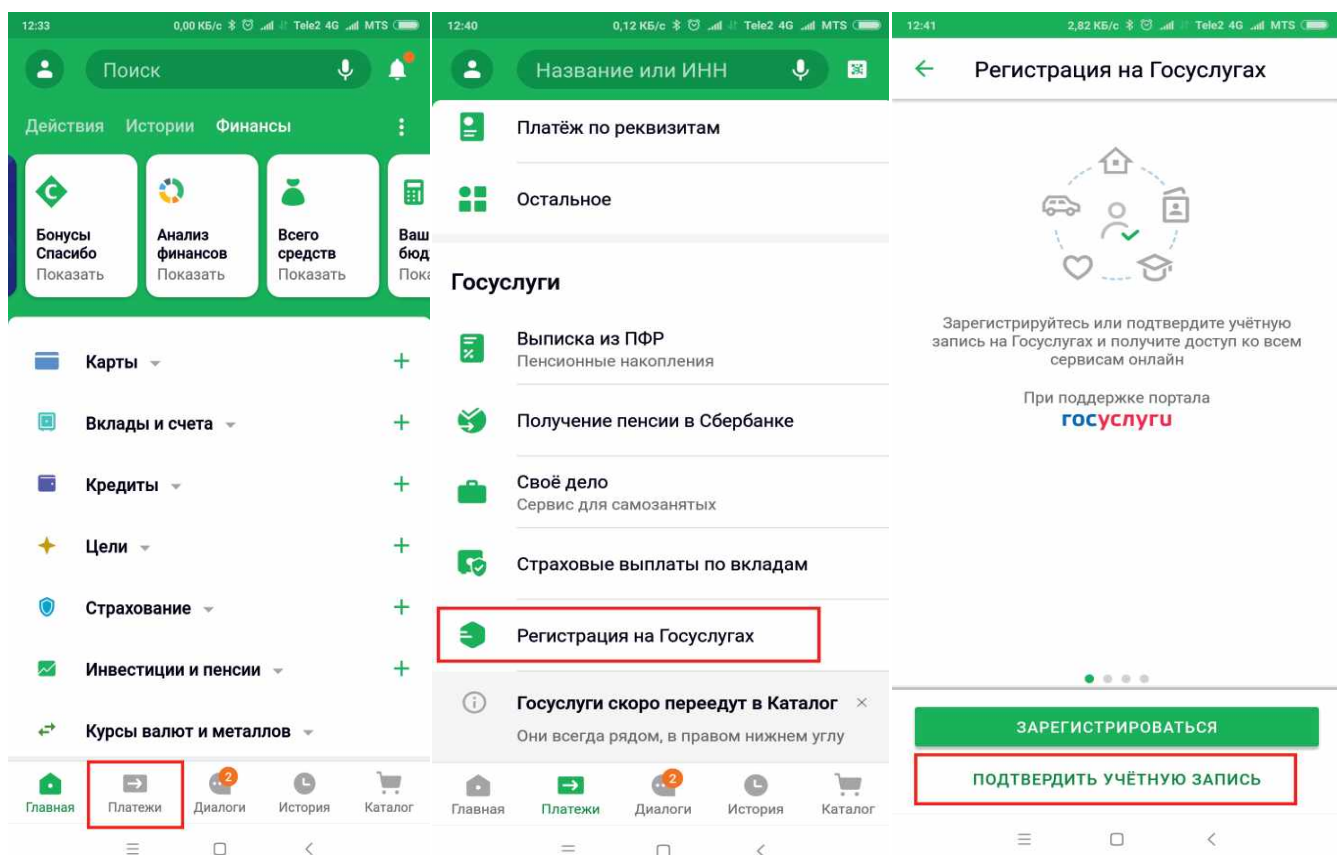 12:33
0,00 КБ/с
Tele2 4G
MTS
Поиск
Действия
Истории
Финансы
Бонусы
Спасибо
Показать
Анализ
финансов
Показать
Всего
средств
Показать
Ваш
бюд
Пока
Карты
Вклады и счета
Кредиты
Цели
Страхование
Инвестиции и пенсии
Курсы валют и металлов
2
Главная
Платежи
Диалоги
История
Каталог
12:40
0,12 КБ/с
Tele2 4G
MTS
Название или ИНН
Платёж по реквизитам
Остальное
Госуслуги
Выписка из ПФР
Пенсионные накопления
Получение пенсии в Сбербанке
Своё дело
Сервис для самозанятых
Страховые выплаты по вкладам
Регистрация на Госуслугах
Госуслуги скоро переедут в Каталог
Они всегда рядом, в правом нижнем углу
2
Главная
Платежи
Диалоги
История
Каталог
12:41
2,82 КБ/с
Tele2 4G
MTS
Регистрация на Госуслугах
Зарегистрируйтесь или подтвердите учётную
запись на Госуслугах и получите доступ ко всем
сервисам онлайн
При поддержке портала
госуслуги
ЗАРЕГИСТРИРОВАТЬСЯ
ПОДТВЕРДИТЬ УЧЁТНУЮ ЗАПИСЬ